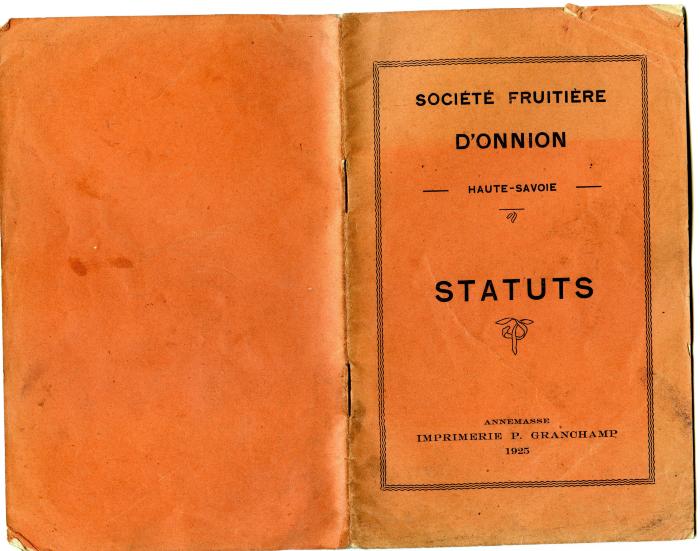 SOCIÉTÉ FRUITIÈRE
D'ONNION
HAUTE-SAVOIE
STATUTS
ANNEMASSE
IMPRIMERIE P. GRANCHAMP
1925